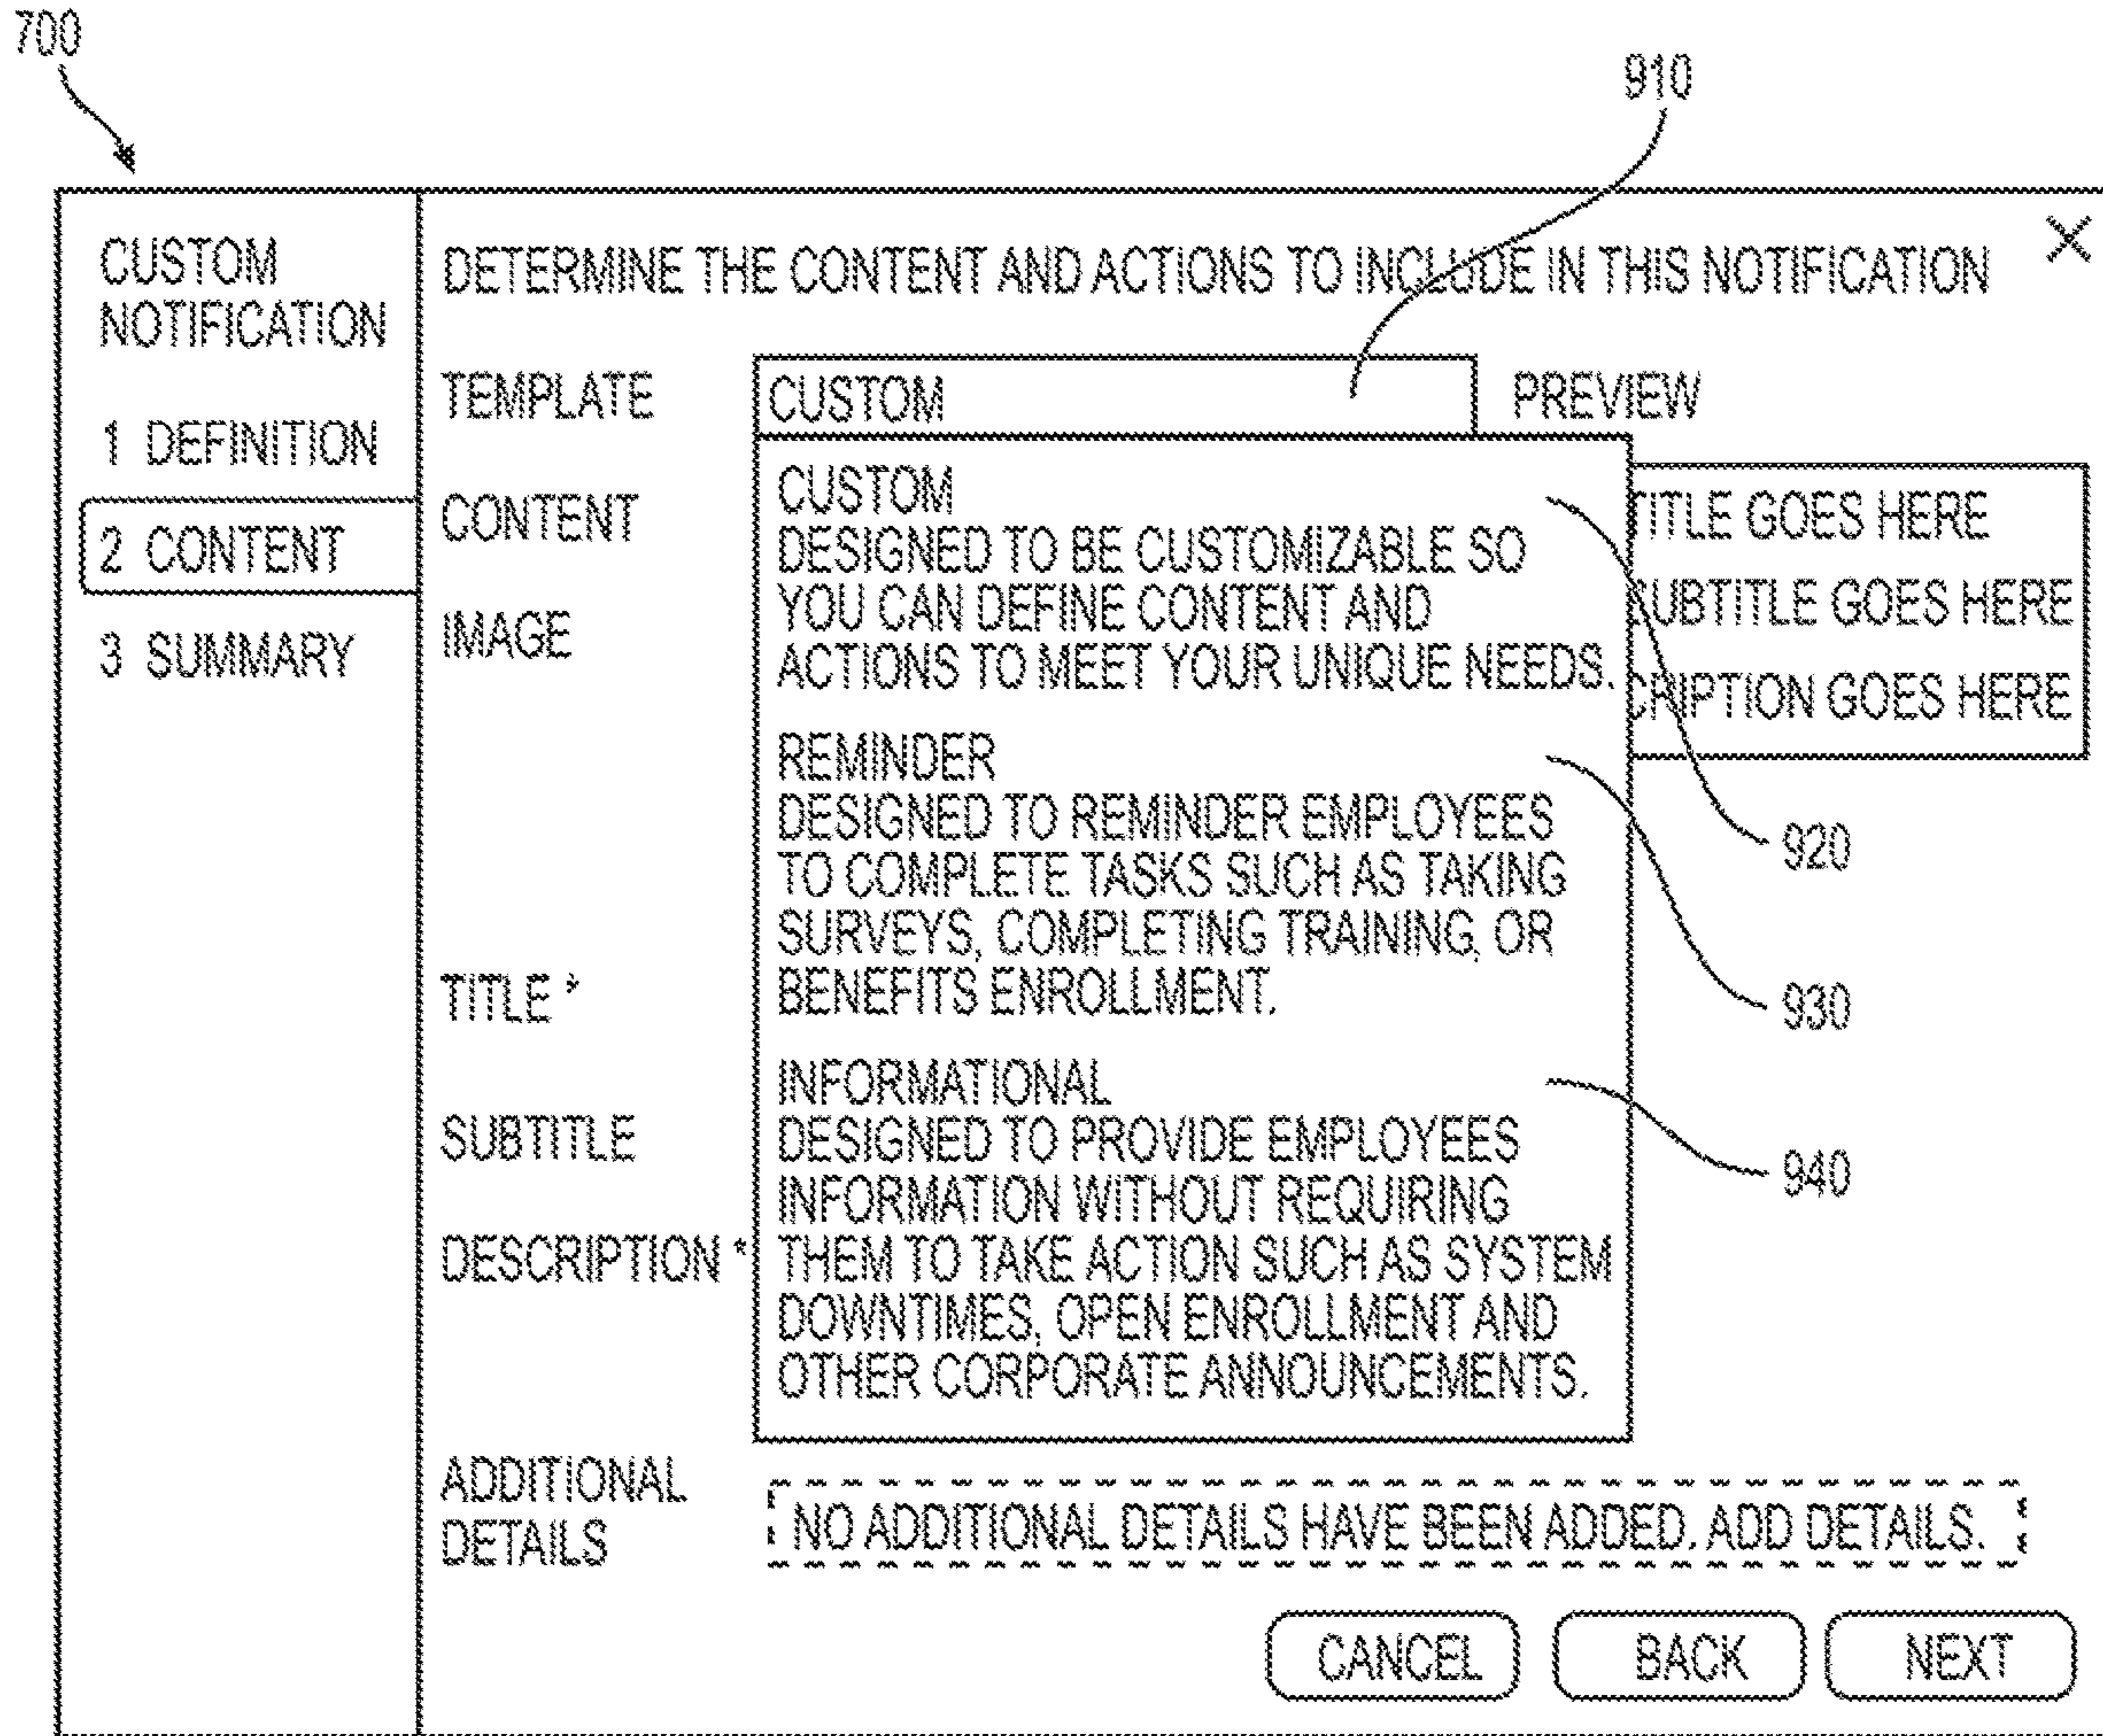 700
910
CUSTOM
NOTIFICATION
1 DEFINITION
2 CONTENT
3 SUMMARY
DETERMINE THE CONTENT AND ACTIONS TO INCLUDE IN THIS NOTIFICATION
X
TEMPLATE
CUSTOM
PREVIEW
CONTENT
IMAGE
CUSTOM
DESIGNED TO BE CUSTOMIZABLE SO
YOU CAN DEFINE CONTENT AND
ACTIONS TO MEET YOUR UNIQUE NEEDS.
REMINDER
DESIGNED TO REMINDER EMPLOYEES
TO COMPLETE TASKS SUCH AS TAKING
SURVEYS, COMPLETING TRAINING, OR
BENEFITS ENROLLMENT.
INFORMATIONAL
DESIGNED TO PROVIDE EMPLOYEES
INFORMATION WITHOUT REQUIRING
THEM TO TAKE ACTION SUCH AS SYSTEM
DOWNTIMES, OPEN ENROLLMENT AND
OTHER CORPORATE ANNOUNCEMENTS.
TITLE GOES HERE
SUBTITLE GOES HERE
CRIPTION GOES HERE
920
930
940
TITLE *
SUBTITLE
DESCRIPTION *
ADDITIONAL
DETAILS
NO ADDITIONAL DETAILS HAVE BEEN ADDED. ADD DETAILS.
CANCEL
BACK
NEXT